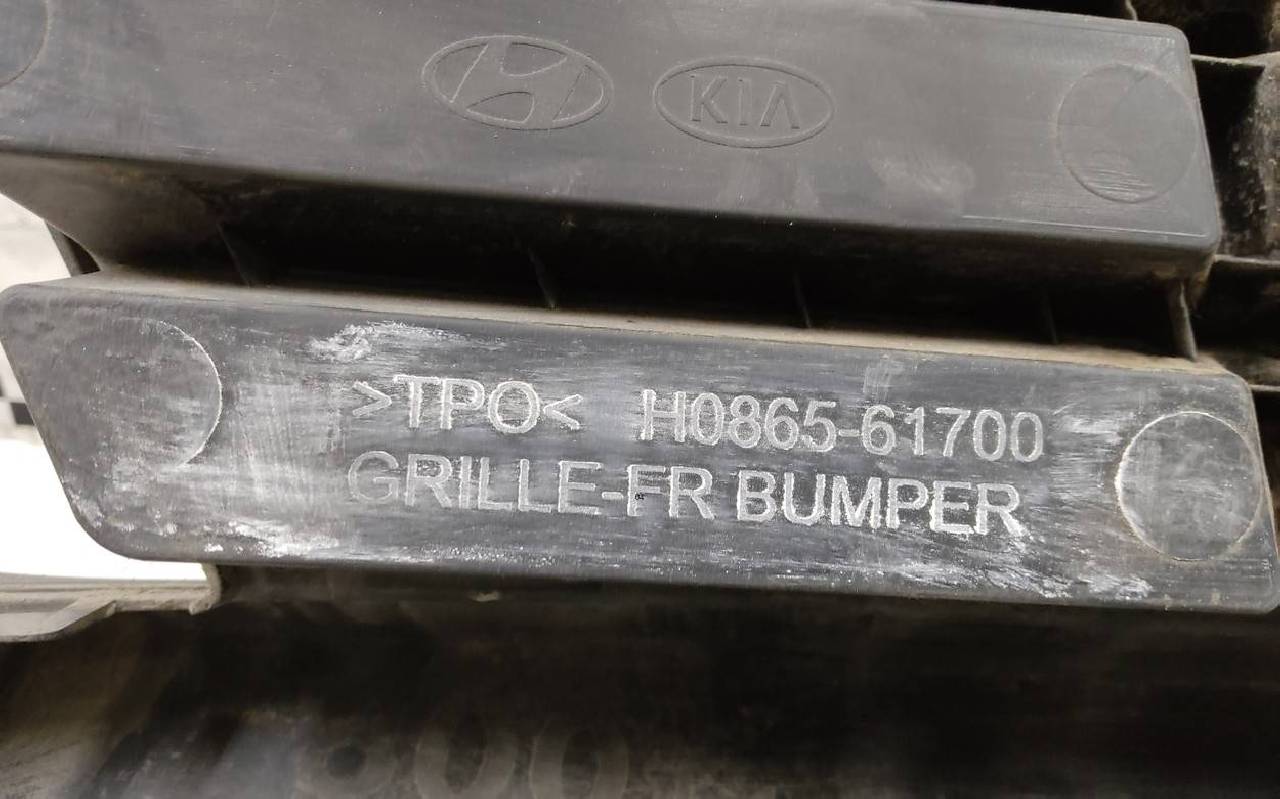 KIA
>TPO< H0865-61700
GRILLE-FR BUMPER